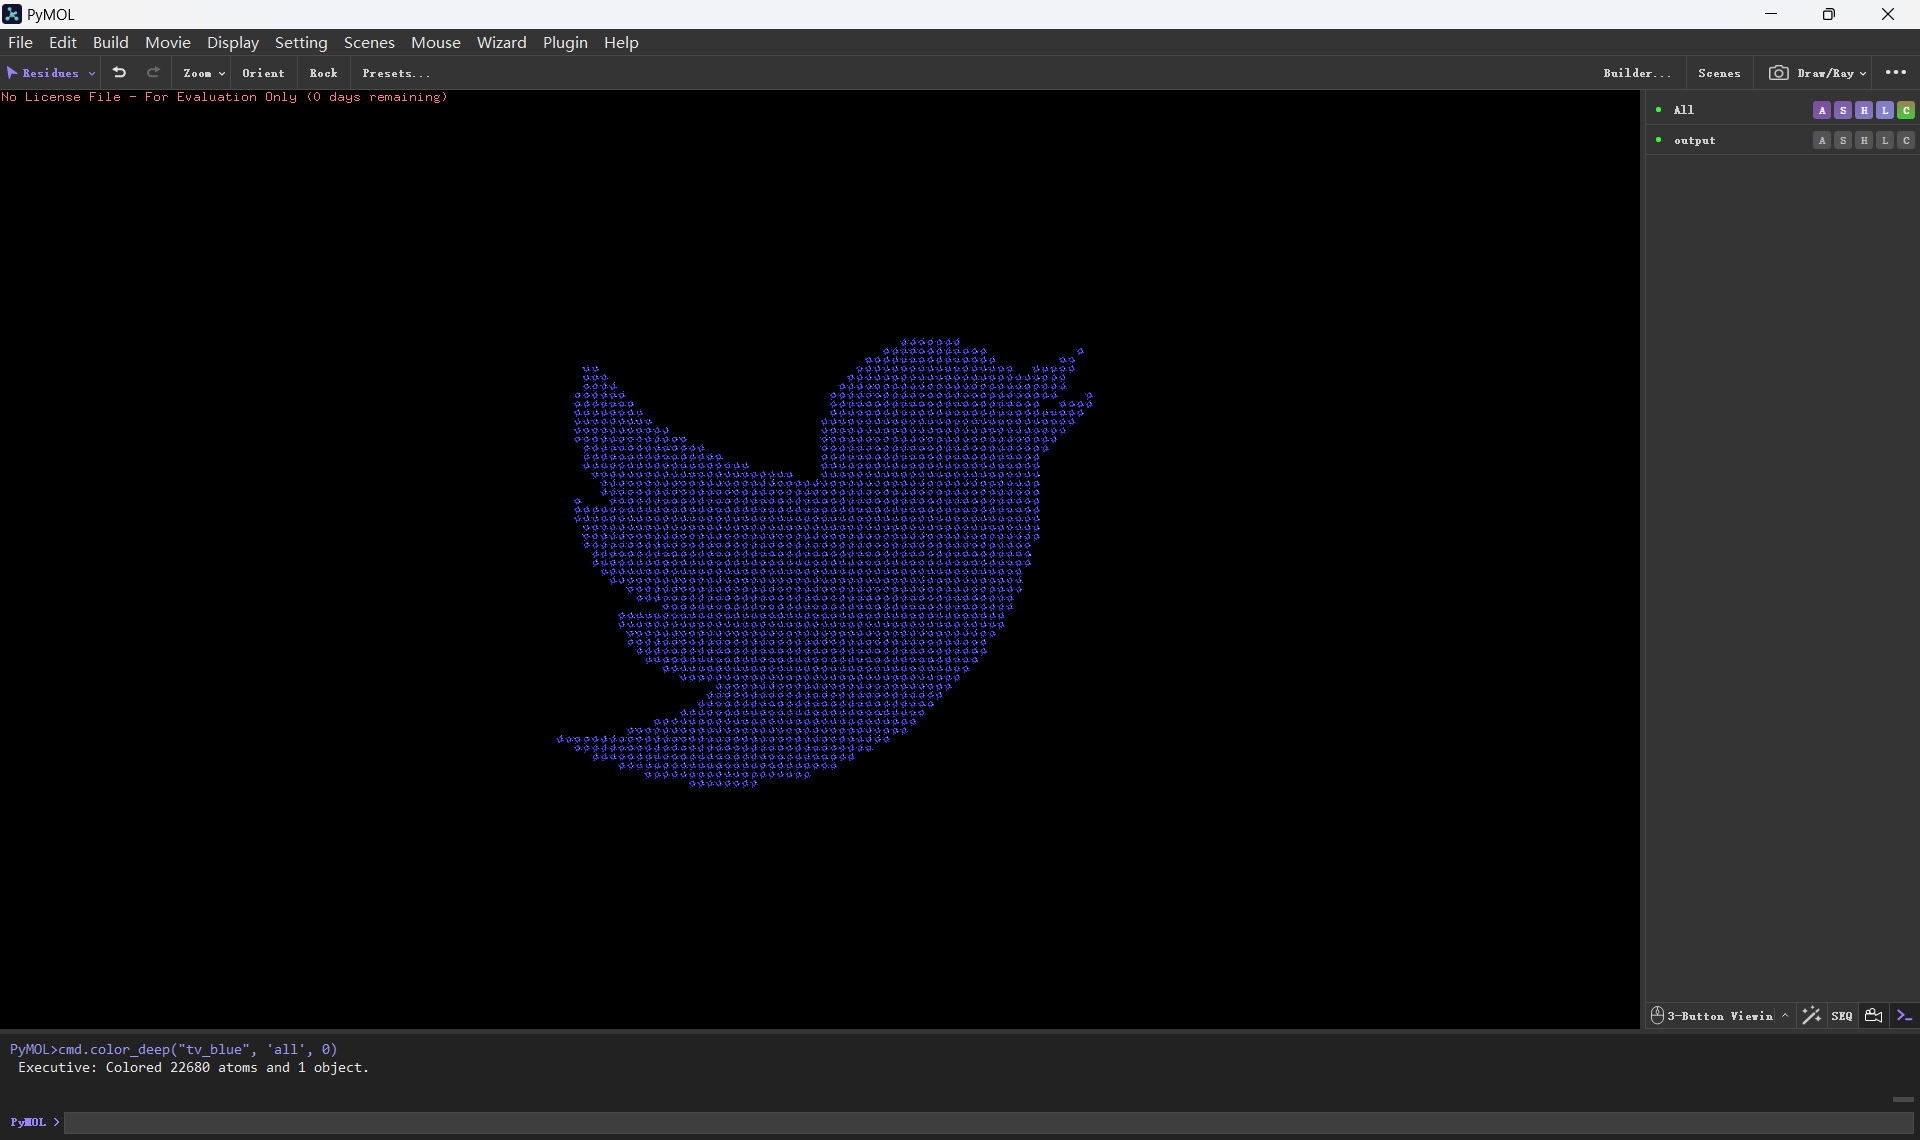 PyMOL
File Edit Build Movie Display Setting Scenes Mouse Wizard Plugin Help
Residues Zoom Orient Rock Presets... Builder... Scenes Draw/Ray
No License File - For Evaluation Only (0 days remaining)
All A S H L C
output A S H L C
3-Button Viewin SEQ
PyMOL>cmd.color_deep("tv_blue", 'all', 0)
Executive: Colored 22680 atoms and 1 object.
PyMOL >